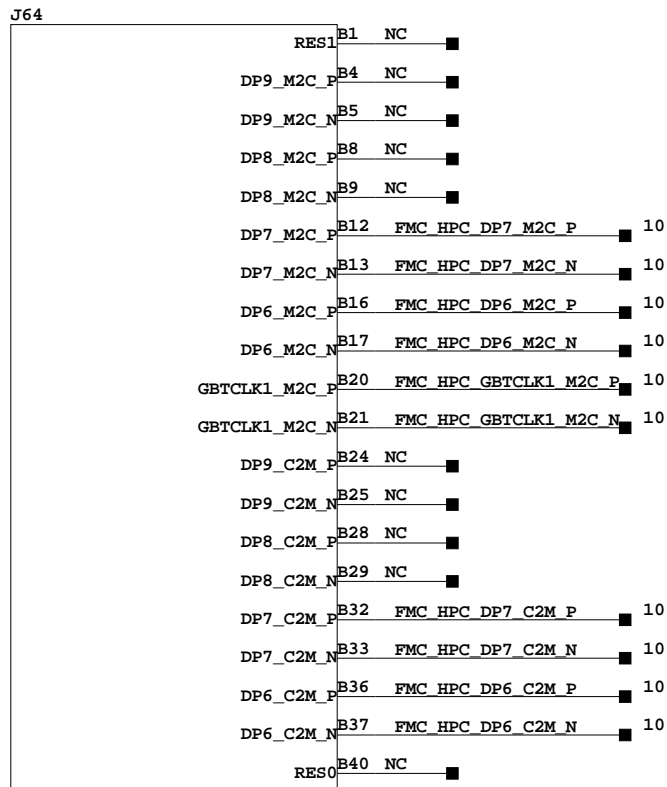 J64
RES1 B1 NC
DP9_M2C_P B4 NC
DP9_M2C_N B5 NC
DP8_M2C_P B8 NC
DP8_M2C_N B9 NC
DP7_M2C_P B12 FMC_HPC_DP7_M2C_P 10
DP7_M2C_N B13 FMC_HPC_DP7_M2C_N 10
DP6_M2C_P B16 FMC_HPC_DP6_M2C_P 10
DP6_M2C_N B17 FMC_HPC_DP6_M2C_N 10
GBTCLK1_M2C_P B20 FMC_HPC_GBTCLK1_M2C_P 10
GBTCLK1_M2C_N B21 FMC_HPC_GBTCLK1_M2C_N 10
DP9_C2M_P B24 NC
DP9_C2M_N B25 NC
DP8_C2M_P B28 NC
DP8_C2M_N B29 NC
DP7_C2M_P B32 FMC_HPC_DP7_C2M_P 10
DP7_C2M_N B33 FMC_HPC_DP7_C2M_N 10
DP6_C2M_P B36 FMC_HPC_DP6_C2M_P 10
DP6_C2M_N B37 FMC_HPC_DP6_C2M_N 10
RES0 B40 NC